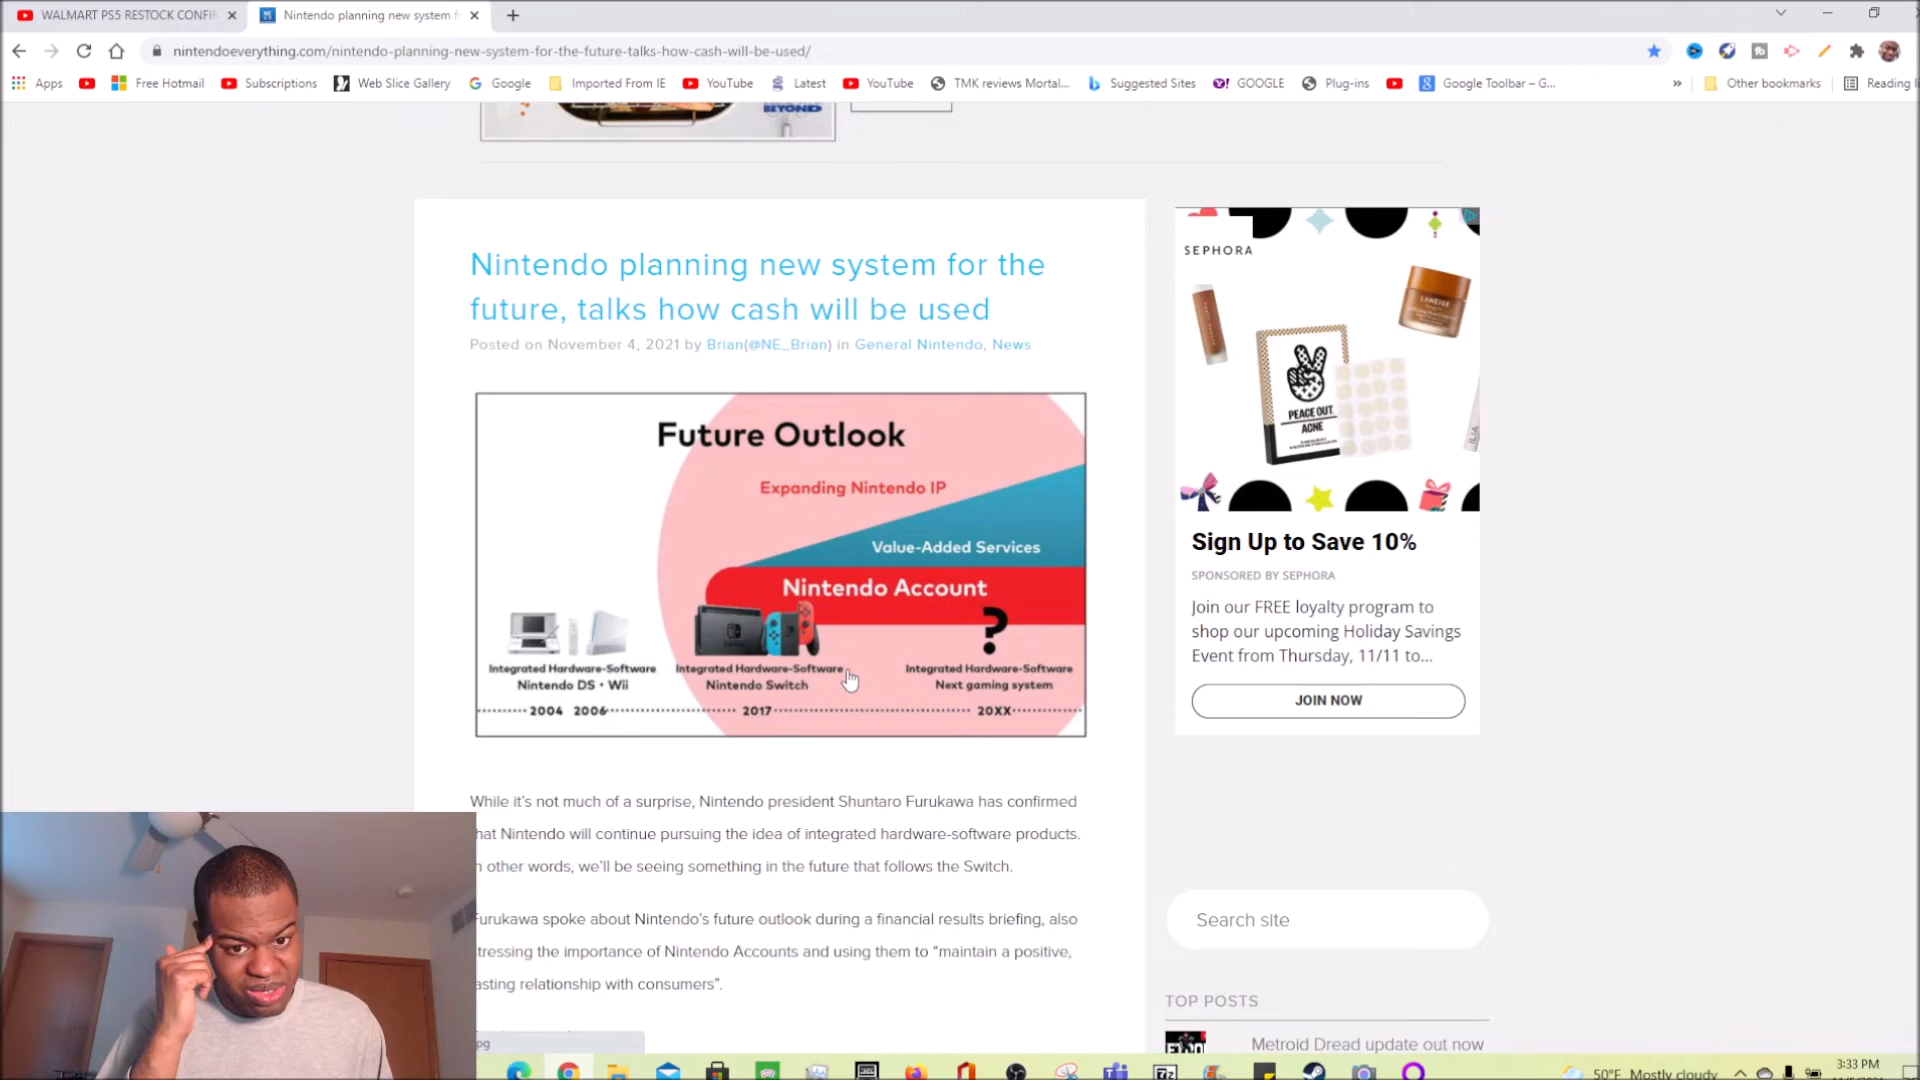 WALMART PS5 RESTOCK CONFIR
Nintendo planning new system f
nintendoeverything.com/nintendo-planning-new-system-for-the-future-talks-how-cash-will-be-used/
Apps Free Hotmail Subscriptions Web Slice Gallery Google Imported From IE YouTube Latest YouTube TMK reviews Mortal... Suggested Sites GOOGLE Plug-ins Google Toolbar – G... » Other bookmarks Reading li
BEYOND
Nintendo planning new system for the
future, talks how cash will be used
Posted on November 4, 2021 by Brian(@NE_Brian) in General Nintendo, News
Future Outlook
Expanding Nintendo IP
Value-Added Services
Nintendo Account
?
Integrated Hardware-Software Integrated Hardware-Software Integrated Hardware-Software
Nintendo DS • Wii Nintendo Switch Next gaming system
2004 2006 2017 20XX
While it's not much of a surprise, Nintendo president Shuntaro Furukawa has confirmed
hat Nintendo will continue pursuing the idea of integrated hardware-software products.
n other words, we'll be seeing something in the future that follows the Switch.
Furukawa spoke about Nintendo's future outlook during a financial results briefing, also
stressing the importance of Nintendo Accounts and using them to "maintain a positive,
asting relationship with consumers".
pg
SEPHORA
LANEIGE
PEACE OUT
ACNE
ILIA
Sign Up to Save 10%
SPONSORED BY SEPHORA
Join our FREE loyalty program to
shop our upcoming Holiday Savings
Event from Thursday, 11/11 to...
JOIN NOW
Search site
TOP POSTS
Metroid Dread update out now
50°F Mostly cloudy
3:33 PM